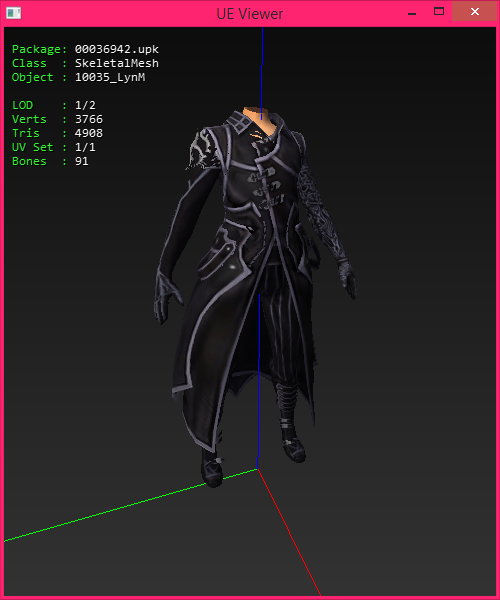 UE Viewer
Package: 00036942.upk
Class  : SkeletalMesh
Object : 10035_LynM
LOD    : 1/2
Verts  : 3766
Tris   : 4908
UV Set : 1/1
Bones  : 91